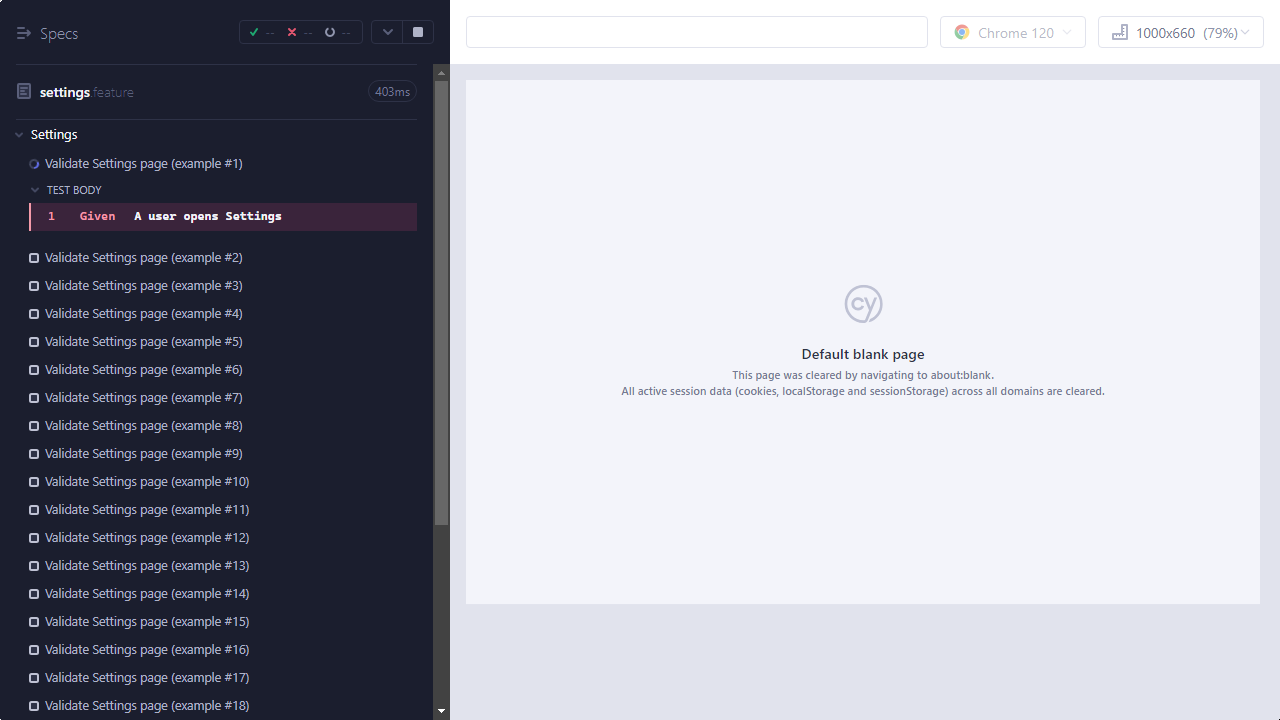 Specs
--
--
--
Chrome 120
1000x660 (79%)
settings.feature
403ms
Settings
Validate Settings page (example #1)
TEST BODY
1 Given A user opens Settings
Validate Settings page (example #2)
Validate Settings page (example #3)
Validate Settings page (example #4)
Validate Settings page (example #5)
Validate Settings page (example #6)
Validate Settings page (example #7)
Validate Settings page (example #8)
Validate Settings page (example #9)
Validate Settings page (example #10)
Validate Settings page (example #11)
Validate Settings page (example #12)
Validate Settings page (example #13)
Validate Settings page (example #14)
Validate Settings page (example #15)
Validate Settings page (example #16)
Validate Settings page (example #17)
Validate Settings page (example #18)
cy
Default blank page
This page was cleared by navigating to about:blank.
All active session data (cookies, localStorage and sessionStorage) across all domains are cleared.